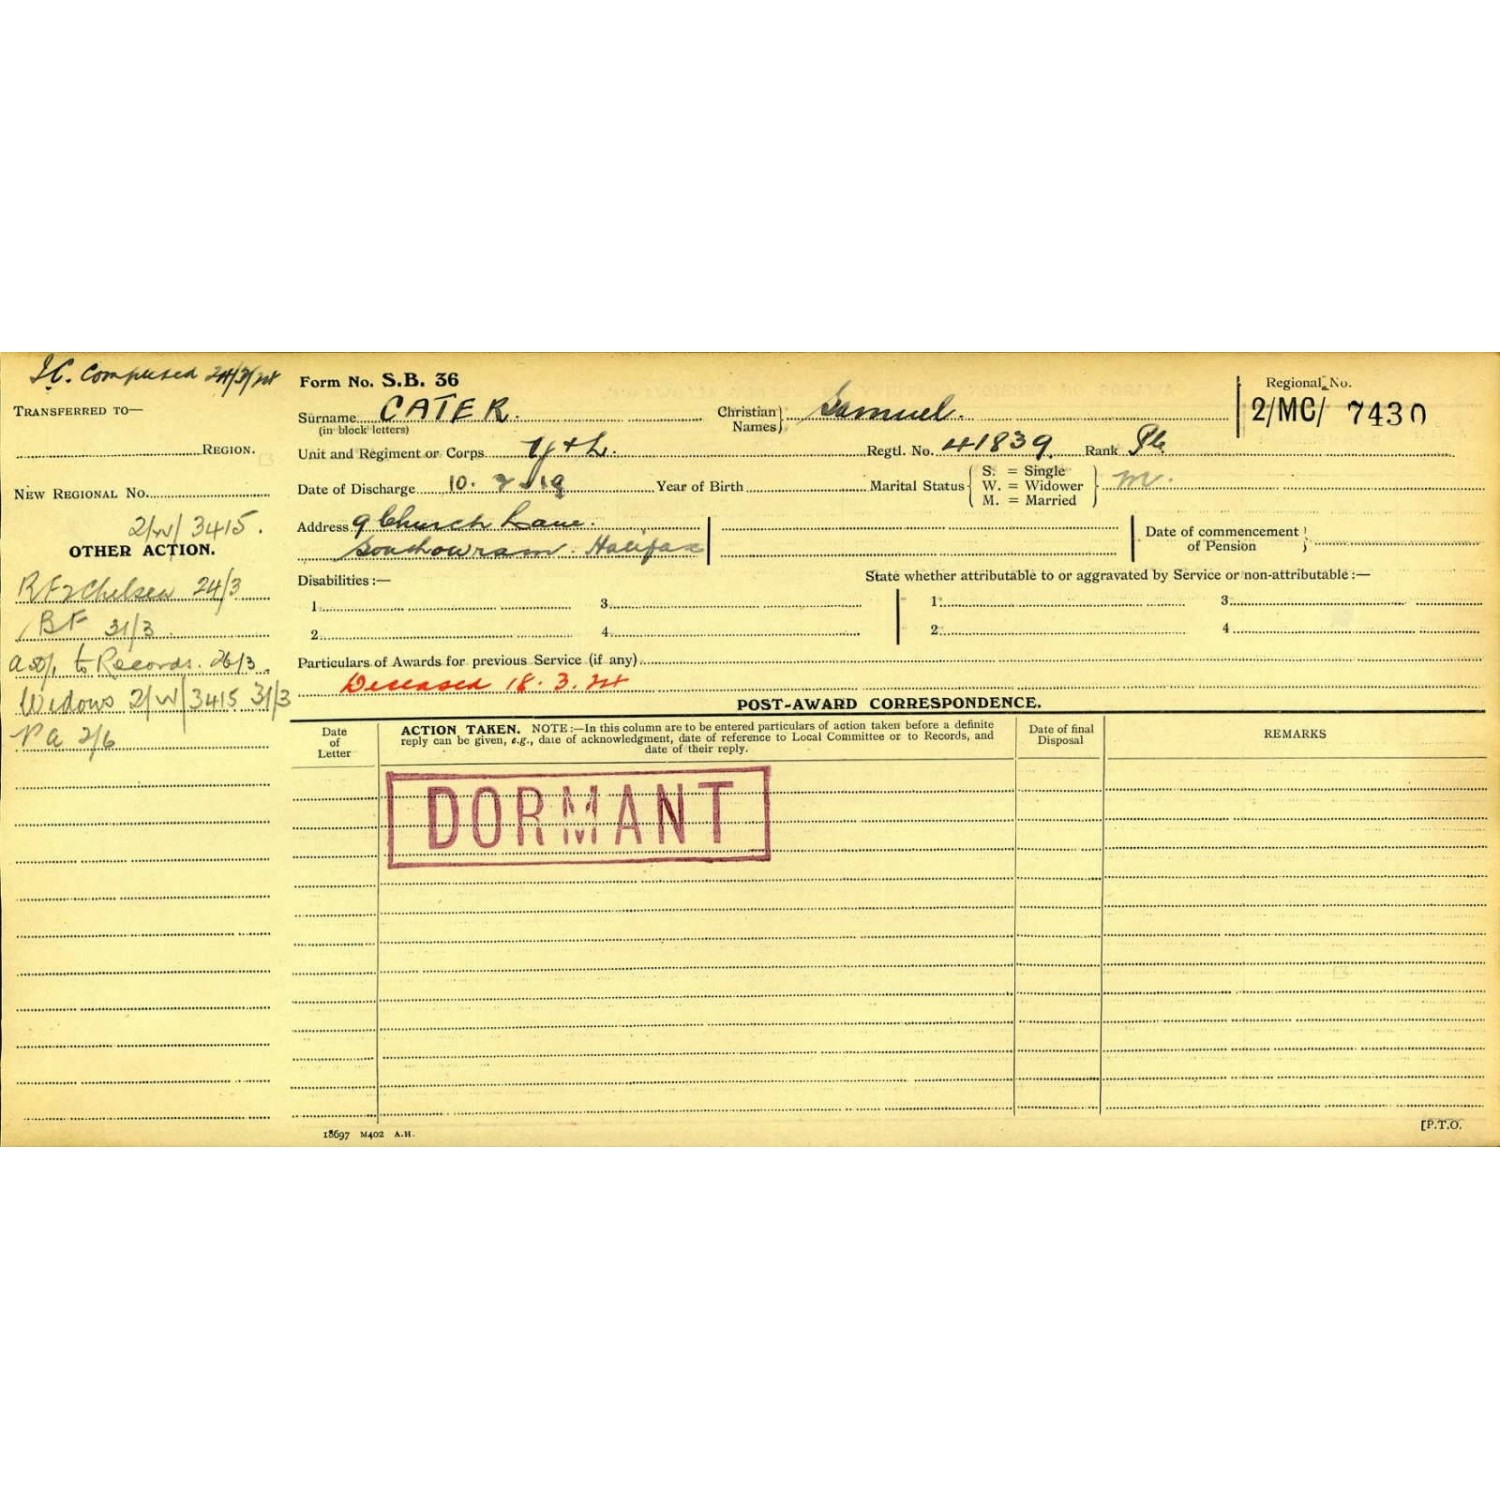 I.C. Completed 24/3/24
TRANSFERRED TO—
REGION.
NEW REGIONAL No.
2/W/3415.
OTHER ACTION.
Chelsea 24/3
BF 31/3
to Records. 26/3.
Widows 2/W/3415 31/3
PA 2/6
Form No. S.B. 36
Surname CATER.
(in block letters)
Christian Names} Samuel.
Regional No.
2/MC/ 7430
Unit and Regiment or Corps Y+L.
Regtl. No. 41839. Rank Pte
Date of Discharge 10. 2 .19 Year of Birth
Marital Status { S. = Single W. = Widower M. = Married } M.
Address 9 Church Lane.
Southowram. Halifax
Date of commencement of Pension }
Disabilities:—
State whether attributable to or aggravated by Service or non-attributable:—
1 3 1 3
2 4 2 4
Particulars of Awards for previous Service (if any)
Deceased 18. 3. 24
POST-AWARD CORRESPONDENCE.
Date of Letter
ACTION TAKEN. NOTE:—In this column are to be entered particulars of action taken before a definite
reply can be given, e.g., date of acknowledgment, date of reference to Local Committee or to Records, and
date of their reply.
Date of final Disposal
REMARKS
DORMANT
18697 M402 A.H.
[P.T.O.